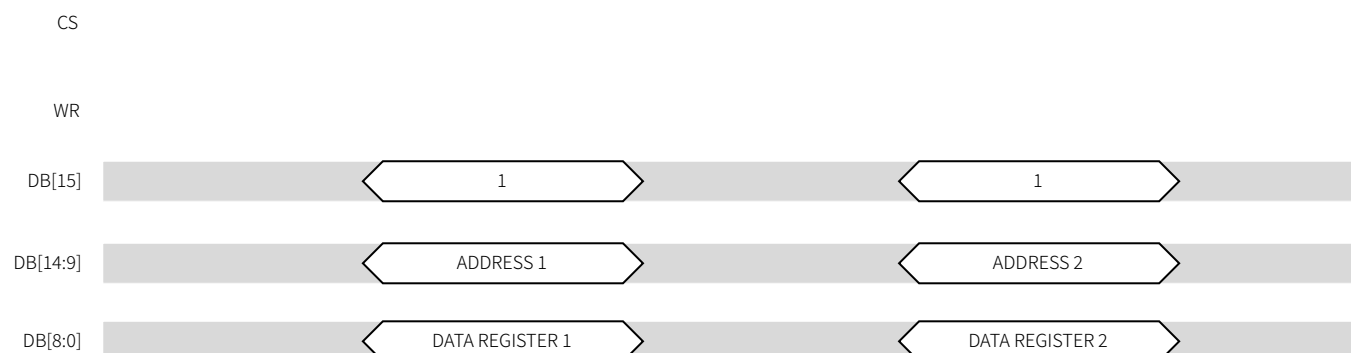 CS
WR
DB[15] 1 1
DB[14:9] ADDRESS 1 ADDRESS 2
DB[8:0] DATA REGISTER 1 DATA REGISTER 2